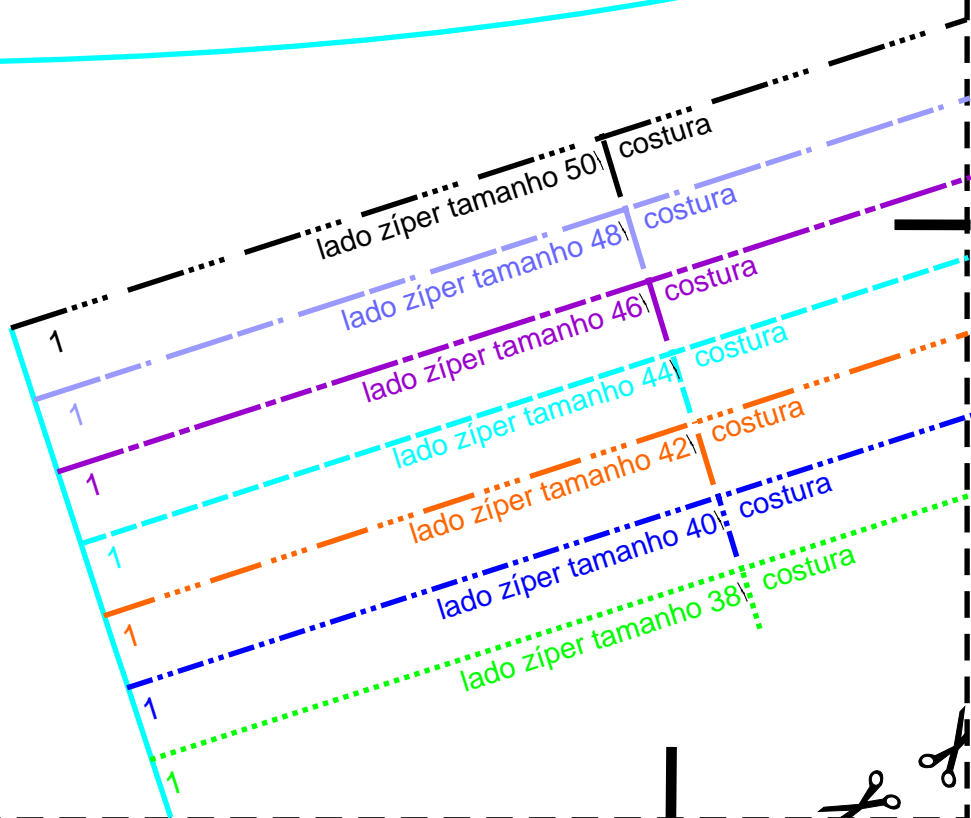 lado zíper tamanho 50 costura
1
lado zíper tamanho 48 costura
1
lado zíper tamanho 46 costura
1
lado zíper tamanho 44 costura
1
lado zíper tamanho 42 costura
1
lado zíper tamanho 40 costura
1
lado zíper tamanho 38 costura
1